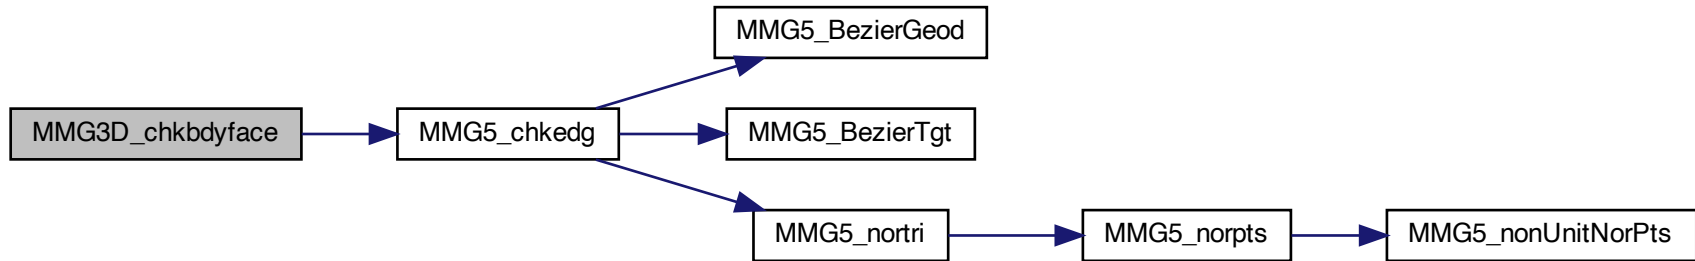 MMG5_BezierGeod
MMG3D_chkbdyface
MMG5_chkedg
MMG5_BezierTgt
MMG5_nortri
MMG5_norpts
MMG5_nonUnitNorPts